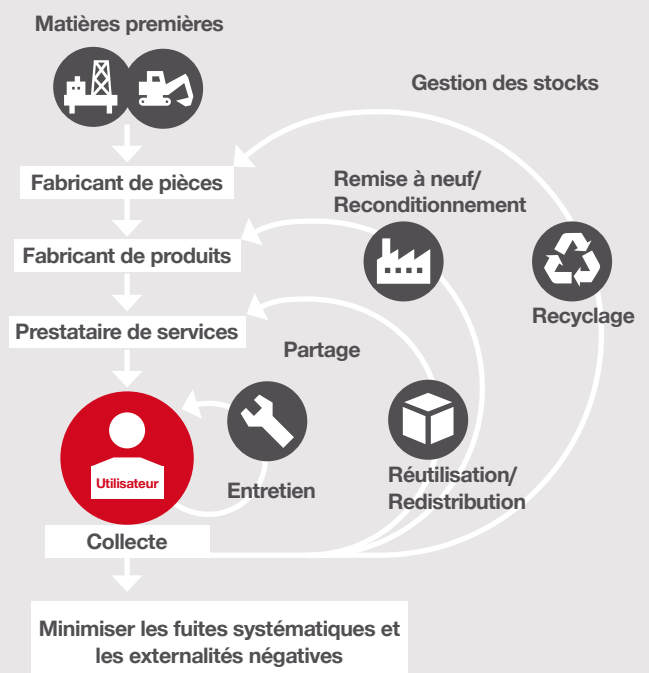 Matières premières
Gestion des stocks
Fabricant de pièces
Remise à neuf/
Reconditionnement
Fabricant de produits
Recyclage
Prestataire de services
Partage
Utilisateur
Entretien
Réutilisation/
Redistribution
Collecte
Minimiser les fuites systématiques et
les externalités négatives